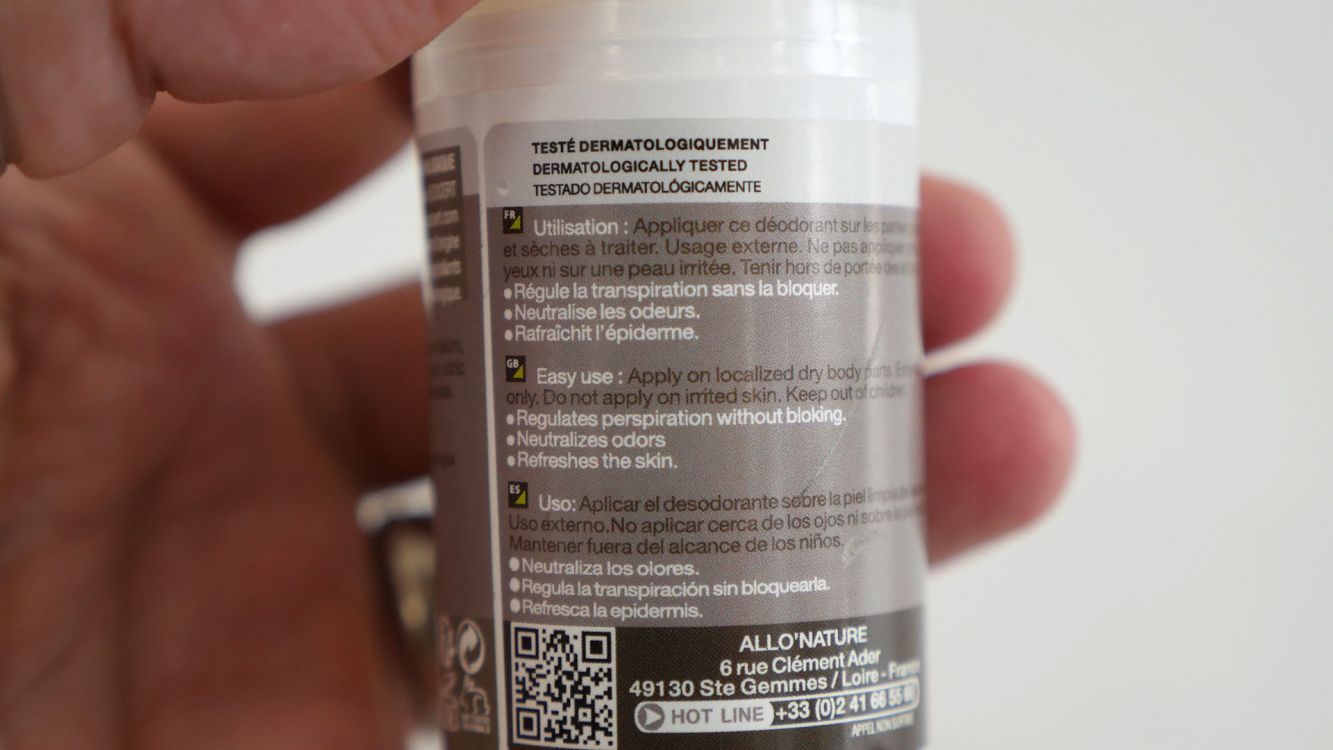 TESTÉ DERMATOLOGIQUEMENT
DERMATOLOGICALLY TESTED
TESTADO DERMATOLÓGICAMENTE
FR Utilisation : Appliquer ce déodorant sur les parties
et sèches à traiter. Usage externe. Ne pas appliquer
yeux ni sur une peau irritée. Tenir hors de portée des
•Régule la transpiration sans la bloquer.
•Neutralise les odeurs.
•Rafraîchit l'épiderme.
GB Easy use : Apply on localized dry body parts.
only. Do not apply on irrited skin. Keep out of children.
•Regulates perspiration without bloking.
•Neutralizes odors
•Refreshes the skin.
ES Uso: Aplicar el desodorante sobre la piel limpia
Uso externo.No aplicar cerca de los ojos ni sobre
Mantener fuera del alcance de los niños.
•Neutraliza los olores.
•Regula la transpiración sin bloquearla.
•Refresca la epidermis.
ALLO'NATURE
6 rue Clément Ader
49130 Ste Gemmes / Loire - France
HOT LINE +33 (0)2 41 66 55
APPEL NON SURTAXÉ